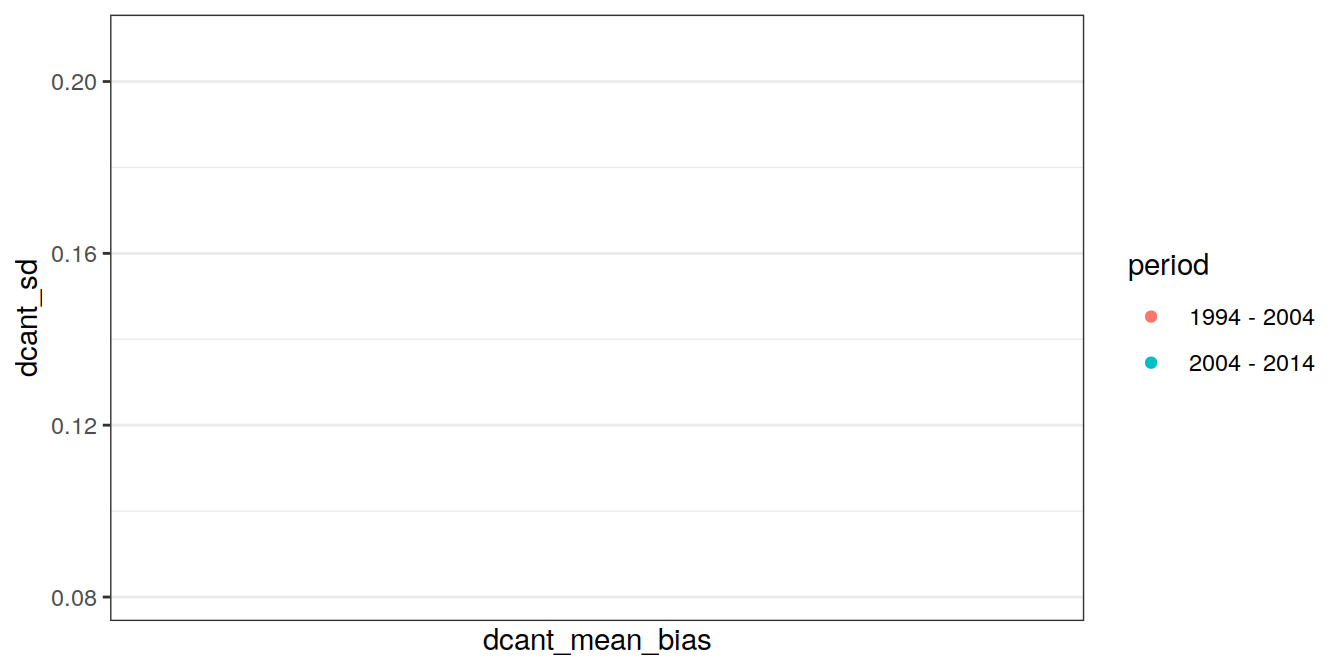 0.20
0.16
0.12
0.08
dcant_sd
dcant_mean_bias
period
1994 - 2004
2004 - 2014